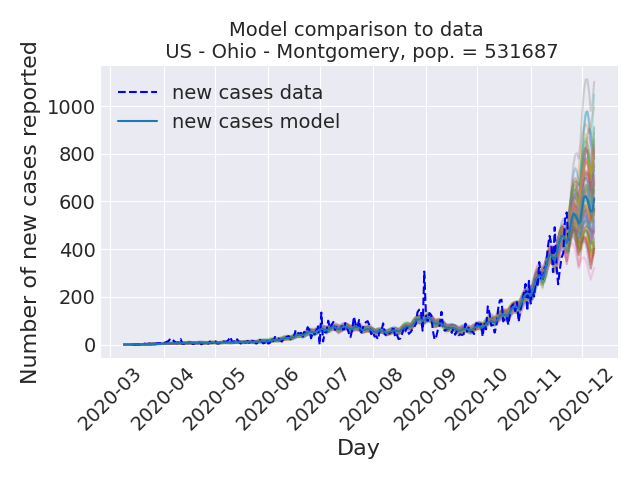 Model comparison to data
US - Ohio - Montgomery, pop. = 531687
new cases data
new cases model
Number of new cases reported
1000
800
600
400
200
0
2020-03
2020-04
2020-05
2020-06
2020-07
2020-08
2020-09
2020-10
2020-11
2020-12
Day